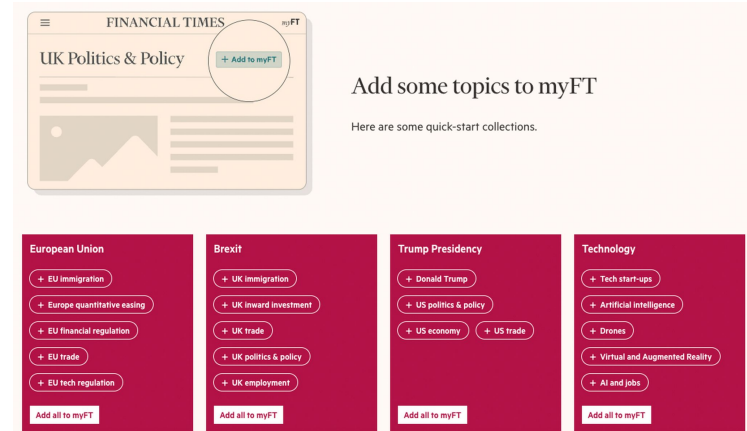 FINANCIAL TIMES
myFT
UK Politics & Policy
+ Add to myFT
Add some topics to myFT
Here are some quick-start collections.
European Union
+ EU immigration
+ Europe quantitative easing
+ EU financial regulation
+ EU trade
+ EU tech regulation
Add all to myFT
Brexit
+ UK immigration
+ UK inward investment
+ UK trade
+ UK politics & policy
+ UK employment
Add all to myFT
Trump Presidency
+ Donald Trump
+ US politics & policy
+ US economy + US trade
Add all to myFT
Technology
+ Tech start-ups
+ Artificial intelligence
+ Drones
+ Virtual and Augmented Reality
+ AI and jobs
Add all to myFT